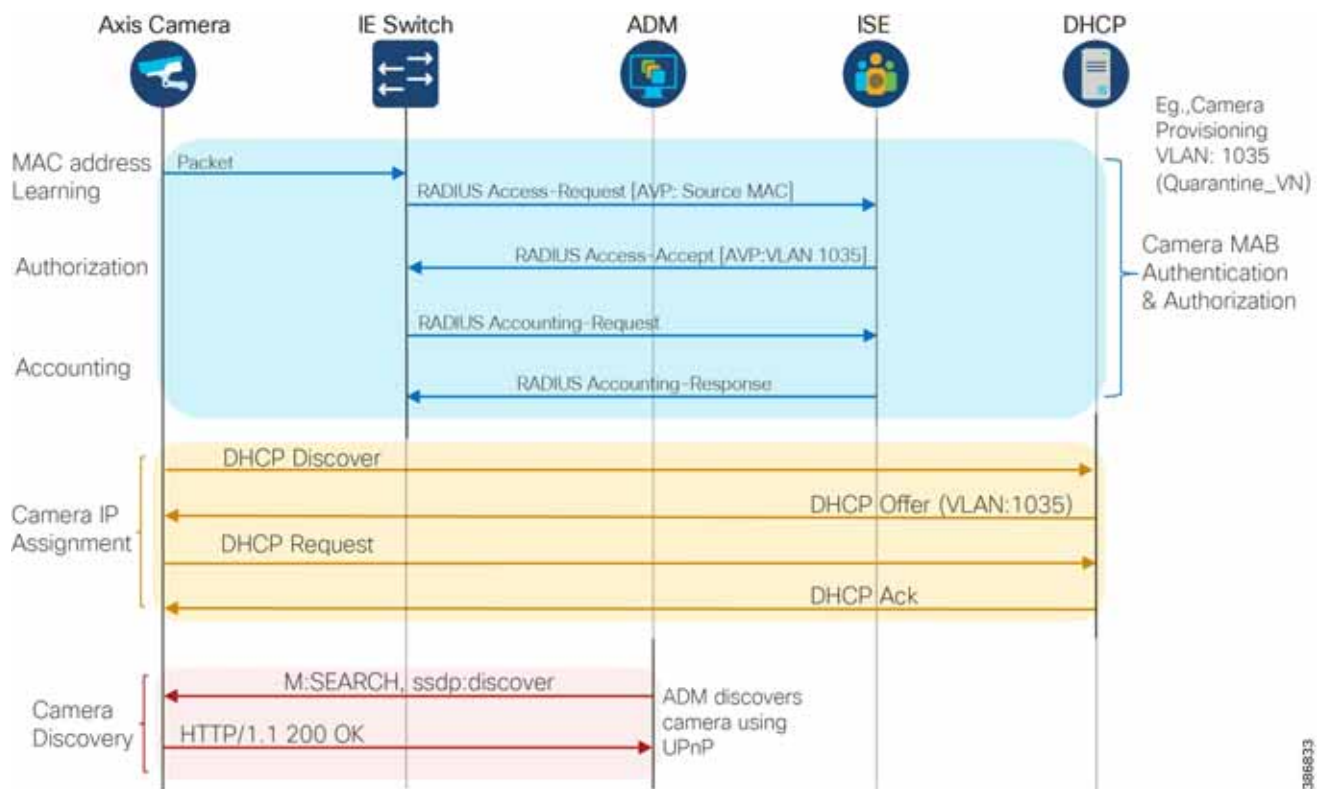 Axis Camera
IE Switch
ADM
ISE
DHCP
Eg.,Camera
Provisioning
VLAN: 1035
(Quarantine_VN)
MAC address
Learning
Packet
RADIUS Access-Request [AVP: Source MAC]
Authorization
RADIUS Access-Accept [AVP:VLAN 1035]
Camera MAB
Authentication
& Authorization
RADIUS Accounting-Request
Accounting
RADIUS Accounting-Response
DHCP Discover
Camera IP
Assignment
DHCP Offer (VLAN:1035)
DHCP Request
DHCP Ack
M:SEARCH, ssdp:discover
Camera
Discovery
ADM discovers
camera using
UPnP
HTTP/1.1 200 OK
386833